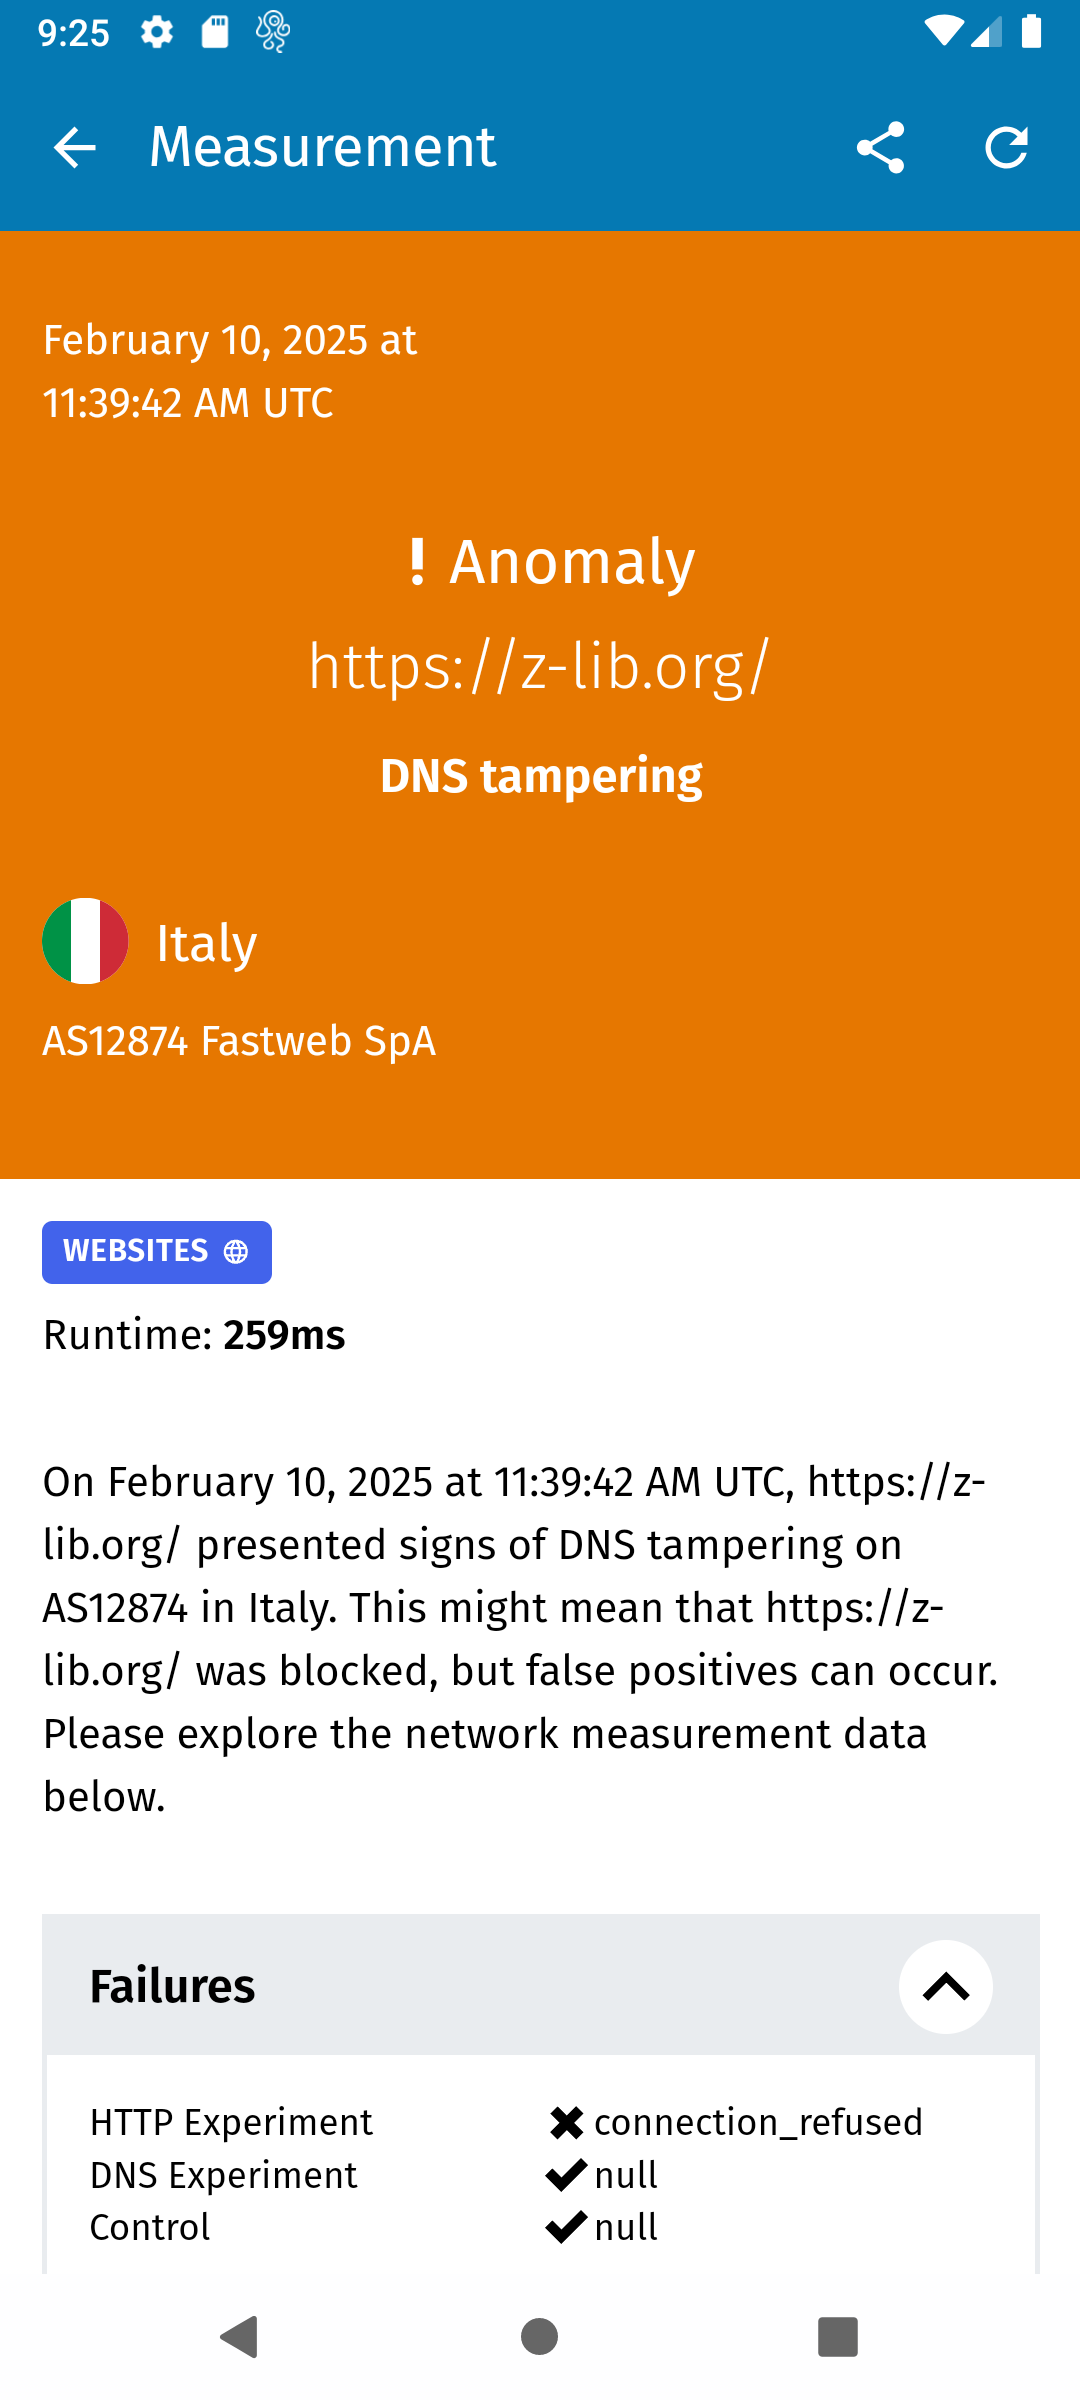 9:25
Measurement
February 10, 2025 at
11:39:42 AM UTC
! Anomaly
https://z-lib.org/
DNS tampering
Italy
AS12874 Fastweb SpA
WEBSITES
Runtime: 259ms
On February 10, 2025 at 11:39:42 AM UTC, https://z-
lib.org/ presented signs of DNS tampering on
AS12874 in Italy. This might mean that https://z-
lib.org/ was blocked, but false positives can occur.
Please explore the network measurement data
below.
Failures
HTTP Experiment connection_refused
DNS Experiment null
Control null